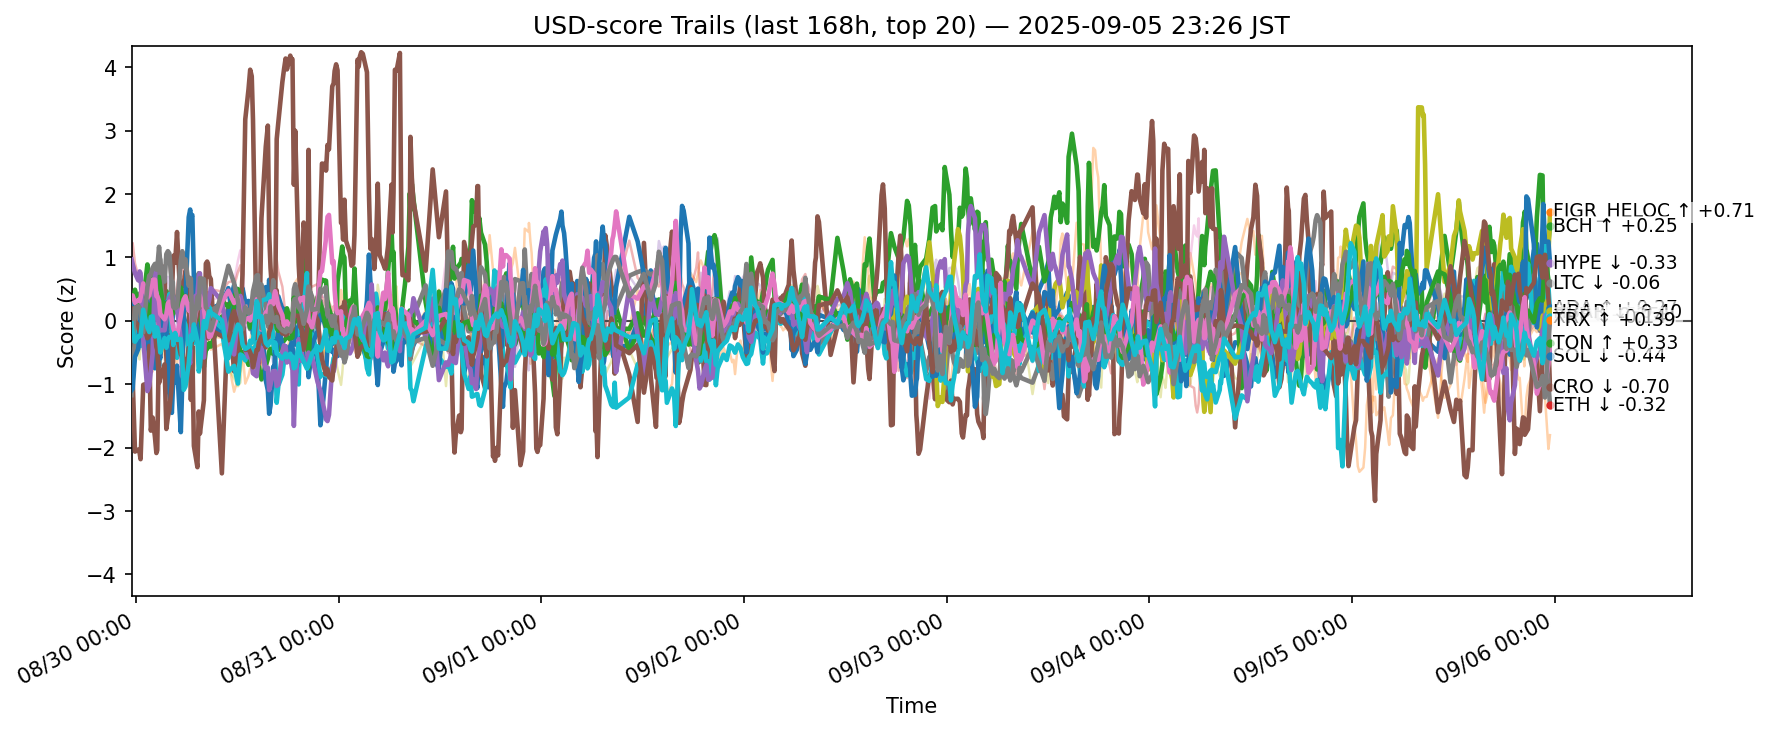 USD-score Trails (last 168h, top 20) — 2025-09-05 23:26 JST
Score (z)
4
3
2
1
0
−1
−2
−3
−4
FIGR_HELOC ↑ +0.71
BCH ↑ +0.25
HYPE ↓ -0.33
LTC ↓ -0.06
TRX ↑ +0.39
TON ↑ +0.33
SOL ↓ -0.44
CRO ↓ -0.70
ETH ↓ -0.32
08/30 00:00
08/31 00:00
09/01 00:00
09/02 00:00
09/03 00:00
09/04 00:00
09/05 00:00
09/06 00:00
Time